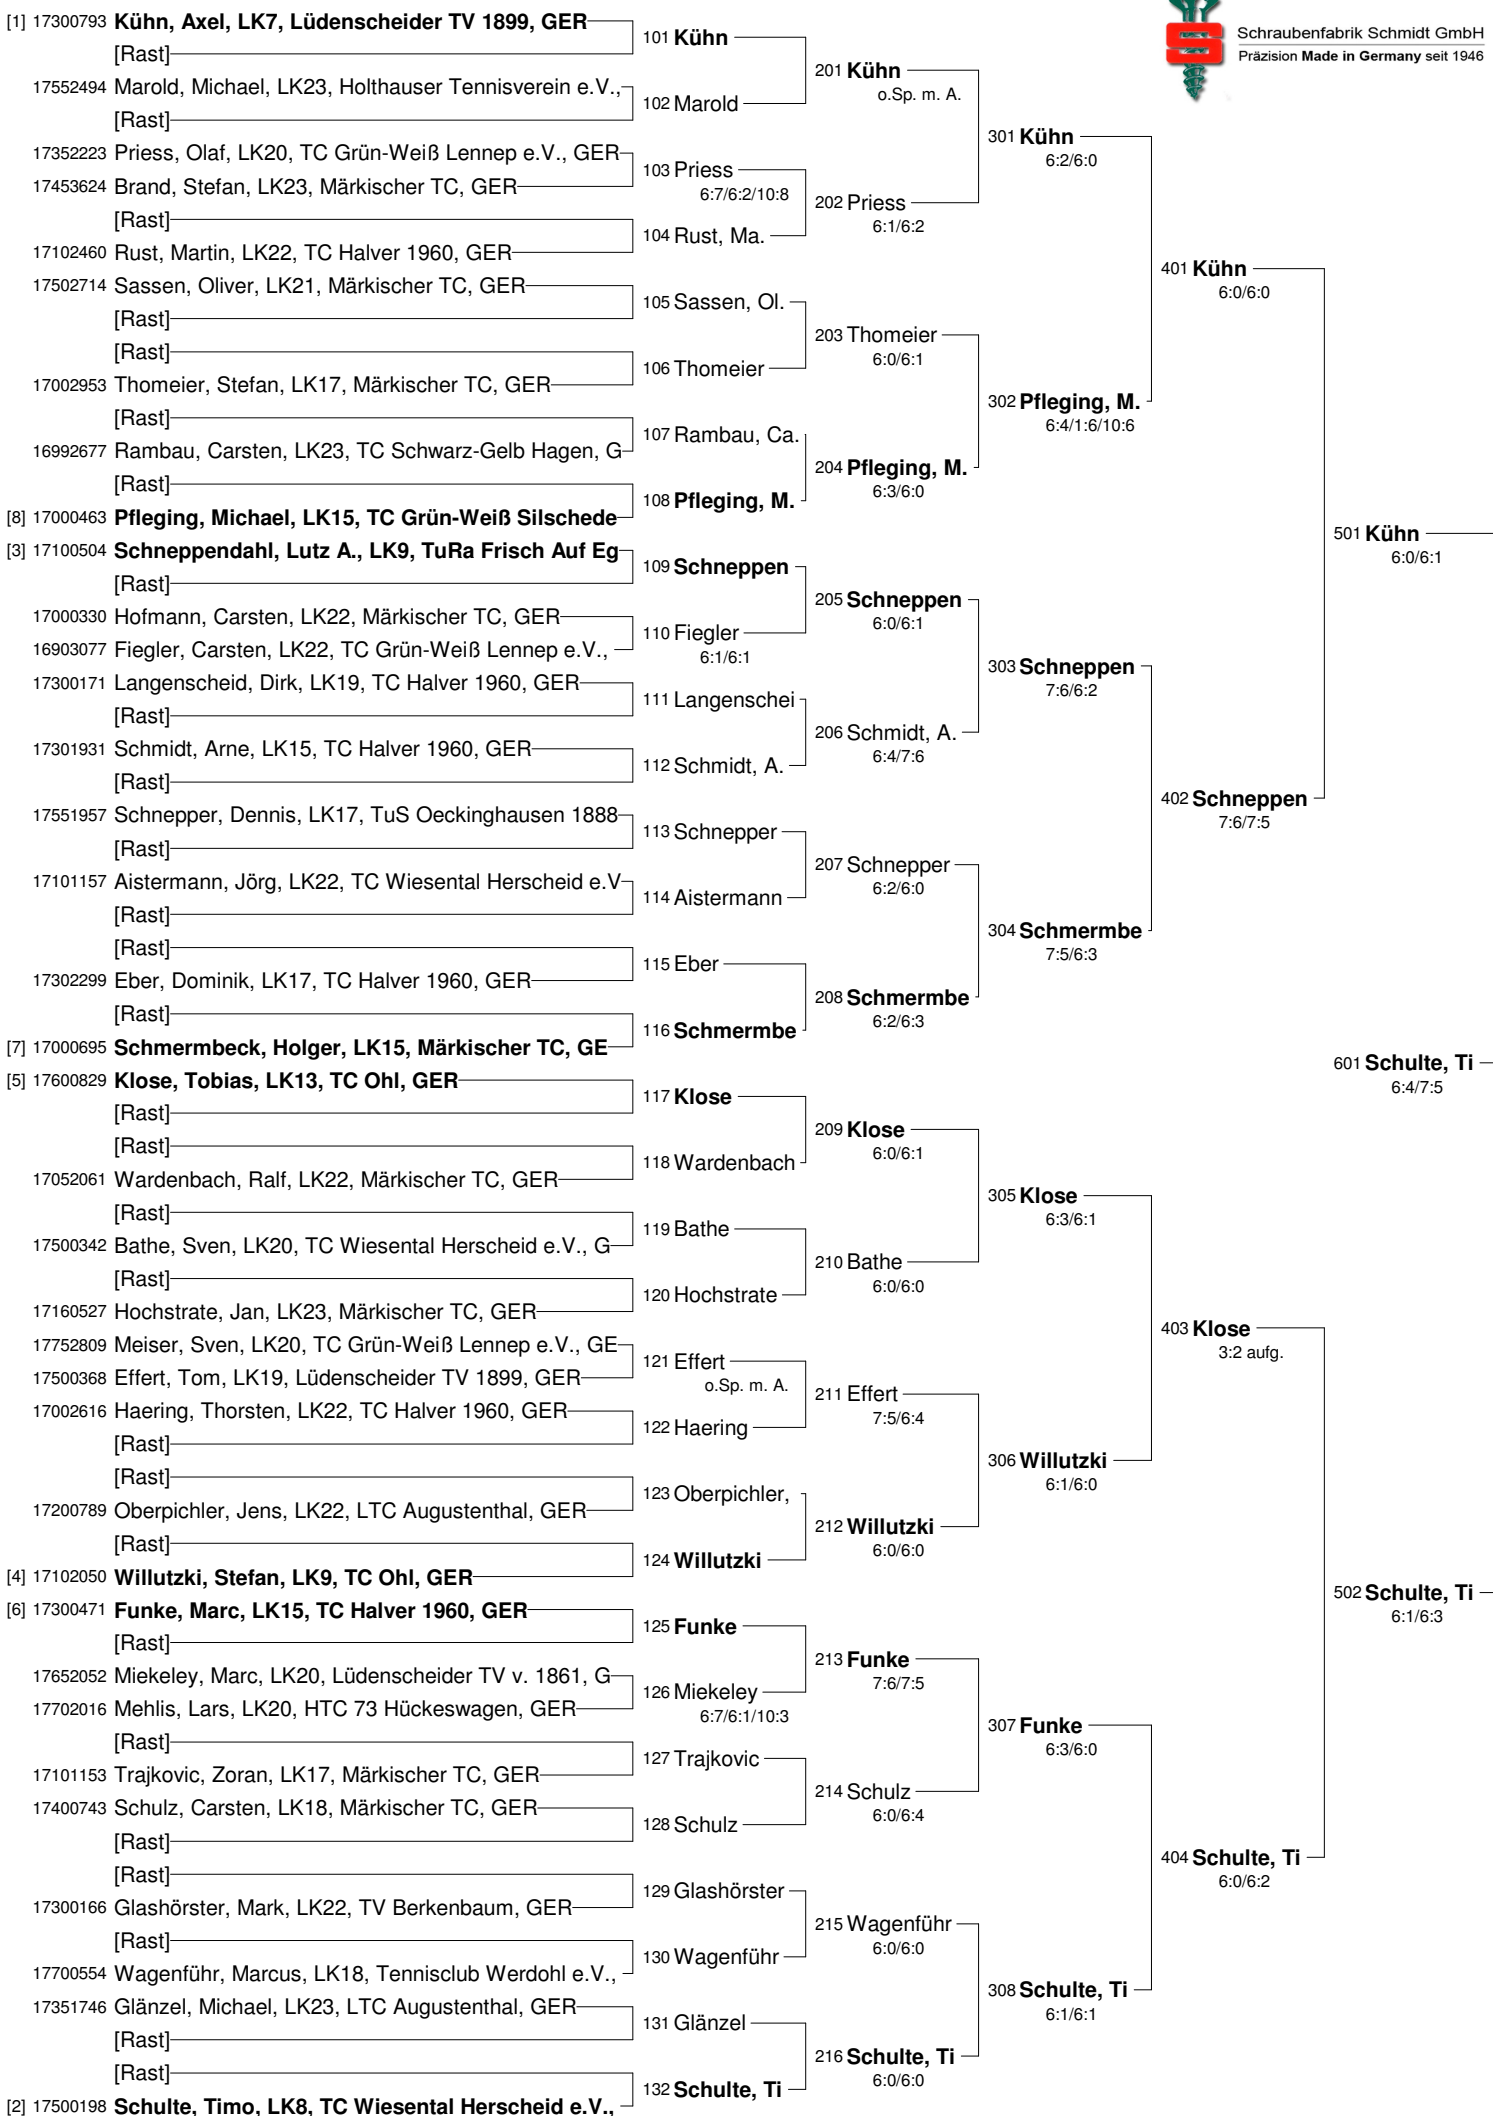 Schraubenfabrik Schmidt GmbH
Präzision Made in Germany seit 1946
[1] 17300793 Kühn, Axel, LK7, Lüdenscheider TV 1899, GER
[Rast]
17552494 Marold, Michael, LK23, Holthauser Tennisverein e.V.,
[Rast]
17352223 Priess, Olaf, LK20, TC Grün-Weiß Lennep e.V., GER
17453624 Brand, Stefan, LK23, Märkischer TC, GER
[Rast]
17102460 Rust, Martin, LK22, TC Halver 1960, GER
17502714 Sassen, Oliver, LK21, Märkischer TC, GER
[Rast]
[Rast]
17002953 Thomeier, Stefan, LK17, Märkischer TC, GER
[Rast]
16992677 Rambau, Carsten, LK23, TC Schwarz-Gelb Hagen, G
[Rast]
[8] 17000463 Pfleging, Michael, LK15, TC Grün-Weiß Silschede
[3] 17100504 Schneppendahl, Lutz A., LK9, TuRa Frisch Auf Eg
[Rast]
17000330 Hofmann, Carsten, LK22, Märkischer TC, GER
16903077 Fiegler, Carsten, LK22, TC Grün-Weiß Lennep e.V.,
17300171 Langenscheid, Dirk, LK19, TC Halver 1960, GER
[Rast]
17301931 Schmidt, Arne, LK15, TC Halver 1960, GER
[Rast]
17551957 Schnepper, Dennis, LK17, TuS Oeckinghausen 1888
[Rast]
17101157 Aistermann, Jörg, LK22, TC Wiesental Herscheid e.V
[Rast]
[Rast]
17302299 Eber, Dominik, LK17, TC Halver 1960, GER
[Rast]
[7] 17000695 Schmermbeck, Holger, LK15, Märkischer TC, GE
[5] 17600829 Klose, Tobias, LK13, TC Ohl, GER
[Rast]
[Rast]
17052061 Wardenbach, Ralf, LK22, Märkischer TC, GER
[Rast]
17500342 Bathe, Sven, LK20, TC Wiesental Herscheid e.V., G
[Rast]
17160527 Hochstrate, Jan, LK23, Märkischer TC, GER
17752809 Meiser, Sven, LK20, TC Grün-Weiß Lennep e.V., GE
17500368 Effert, Tom, LK19, Lüdenscheider TV 1899, GER
17002616 Haering, Thorsten, LK22, TC Halver 1960, GER
[Rast]
[Rast]
17200789 Oberpichler, Jens, LK22, LTC Augustenthal, GER
[Rast]
[4] 17102050 Willutzki, Stefan, LK9, TC Ohl, GER
[6] 17300471 Funke, Marc, LK15, TC Halver 1960, GER
[Rast]
17652052 Miekeley, Marc, LK20, Lüdenscheider TV v. 1861, G
17702016 Mehlis, Lars, LK20, HTC 73 Hückeswagen, GER
[Rast]
17101153 Trajkovic, Zoran, LK17, Märkischer TC, GER
17400743 Schulz, Carsten, LK18, Märkischer TC, GER
[Rast]
[Rast]
17300166 Glashörster, Mark, LK22, TV Berkenbaum, GER
[Rast]
17700554 Wagenführ, Marcus, LK18, Tennisclub Werdohl e.V.,
17351746 Glänzel, Michael, LK23, LTC Augustenthal, GER
[Rast]
[Rast]
[2] 17500198 Schulte, Timo, LK8, TC Wiesental Herscheid e.V.,
101 Kühn
102 Marold
103 Priess
6:7/6:2/10:8
104 Rust, Ma.
105 Sassen, Ol.
106 Thomeier
107 Rambau, Ca.
108 Pfleging, M.
109 Schneppen
110 Fiegler
6:1/6:1
111 Langenschei
112 Schmidt, A.
113 Schnepper
114 Aistermann
115 Eber
116 Schmermbe
117 Klose
118 Wardenbach
119 Bathe
120 Hochstrate
121 Effert
o.Sp. m. A.
122 Haering
123 Oberpichler,
124 Willutzki
125 Funke
126 Miekeley
6:7/6:1/10:3
127 Trajkovic
128 Schulz
129 Glashörster
130 Wagenführ
131 Glänzel
132 Schulte, Ti
201 Kühn
o.Sp. m. A.
202 Priess
6:1/6:2
203 Thomeier
6:0/6:1
204 Pfleging, M.
6:3/6:0
205 Schneppen
6:0/6:1
206 Schmidt, A.
6:4/7:6
207 Schnepper
6:2/6:0
208 Schmermbe
6:2/6:3
209 Klose
6:0/6:1
210 Bathe
6:0/6:0
211 Effert
7:5/6:4
212 Willutzki
6:0/6:0
213 Funke
7:6/7:5
214 Schulz
6:0/6:4
215 Wagenführ
6:0/6:0
216 Schulte, Ti
6:0/6:0
301 Kühn
6:2/6:0
302 Pfleging, M.
6:4/1:6/10:6
303 Schneppen
7:6/6:2
304 Schmermbe
7:5/6:3
305 Klose
6:3/6:1
306 Willutzki
6:1/6:0
307 Funke
6:3/6:0
308 Schulte, Ti
6:1/6:1
401 Kühn
6:0/6:0
402 Schneppen
7:6/7:5
403 Klose
3:2 aufg.
404 Schulte, Ti
6:0/6:2
501 Kühn
6:0/6:1
502 Schulte, Ti
6:1/6:3
601 Schulte, Ti
6:4/7:5